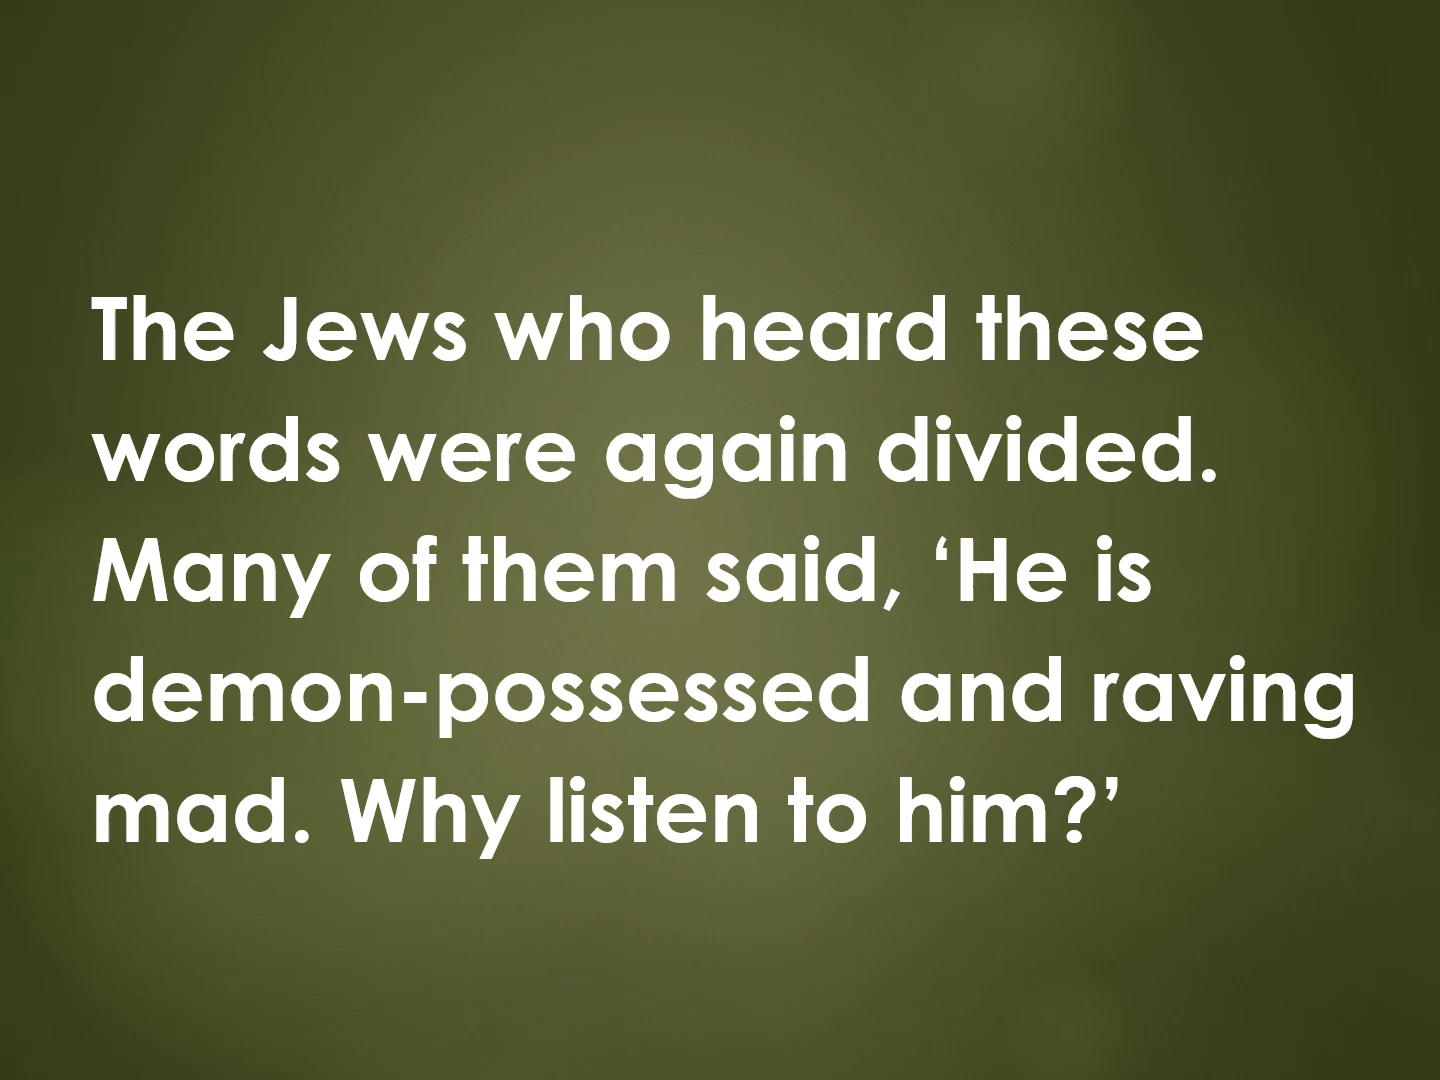 The Jews who heard these
words were again divided.
Many of them said, ‘He is
demon-possessed and raving
mad. Why listen to him?’